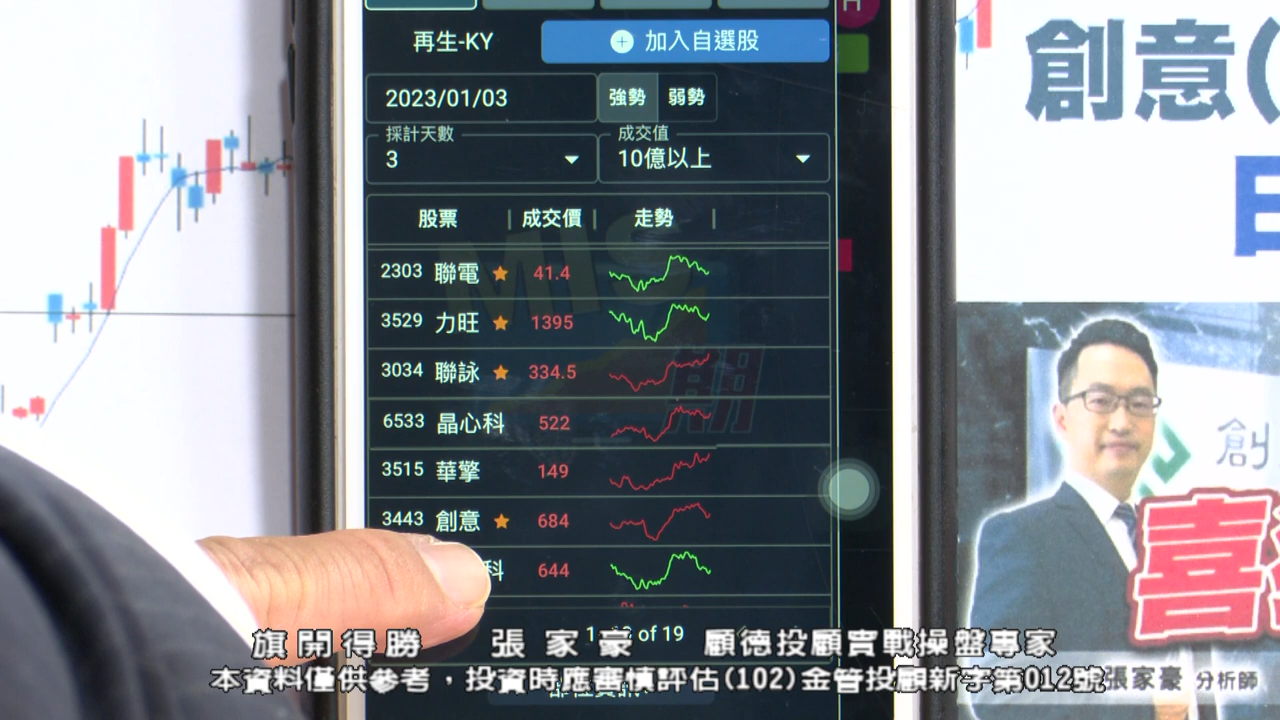 再生-KY
加入自選股
2023/01/03
強勢
弱勢
採計天數
3
成交值
10億以上
股票 | 成交價 | 走勢 |
2303 聯電 ★ 41.4
3529 力旺 ★ 1395
3034 聯詠 ★ 334.5
6533 晶心科 522
3515 華擎 149
3443 創意 ★ 684
科 644
of 19
創意(
創
喜
旗開得勝 張家豪 顧德投顧實戰操盤專家
本資料僅供參考，投資時應審慎評估(102)金管投顧新字第012號
張家豪 分析師